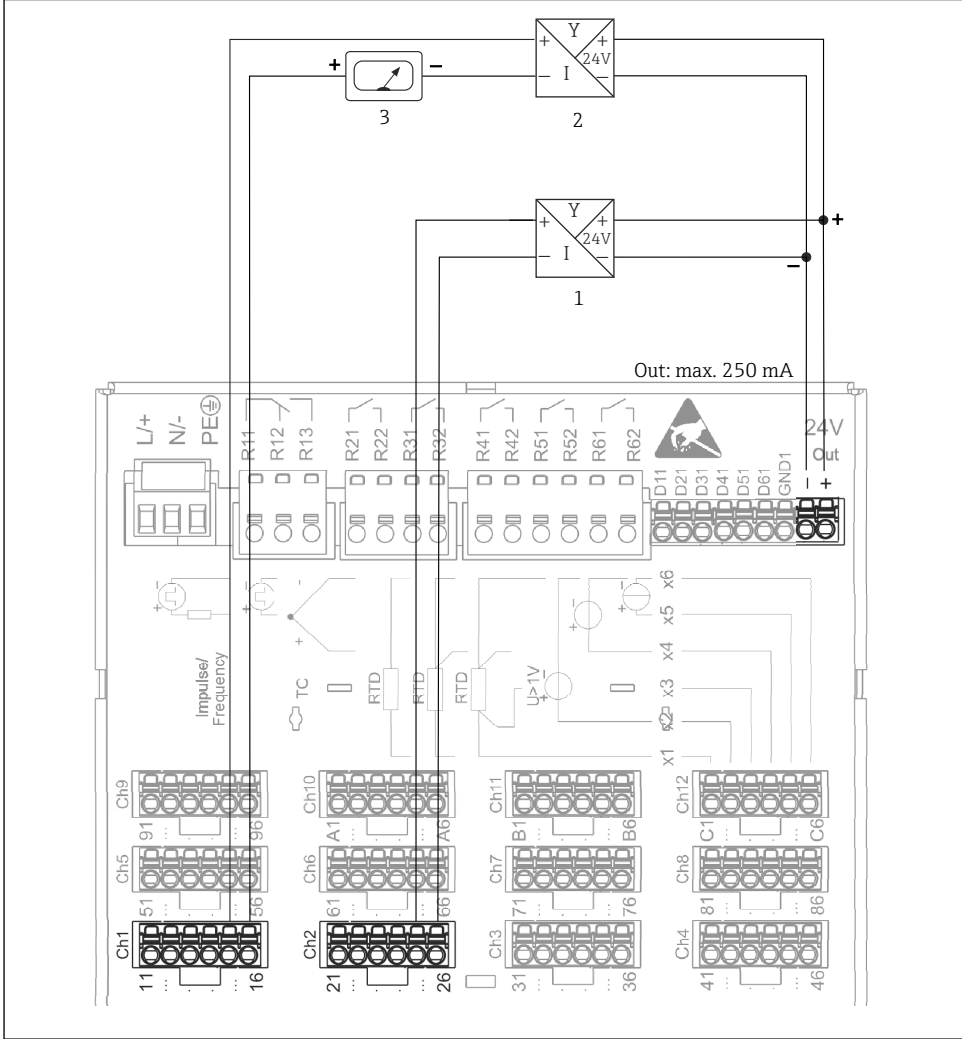 Y
+ +
24V
+ − − I −
3
2
Y
+ + +
24V
− I − −
1
Out: max. 250 mA
L/+ N/- PE R11 R12 R13 R21 R22 R31 R32 R41 R42 R51 R52 R61 R62 24V
Out
D11 D21 D31 D41 D51 D61 GND1 − +
Impulse/
Frequency
TC
RTD RTD RTD
U>1V
x6
x5
x4
x3
x2
x1
Ch9 Ch10 Ch11 Ch12
91 ... . ... 96 A1 ... . ... A6 B1 ... . ... B6 C1 ... . ... C6
Ch5 Ch6 Ch7 Ch8
51 ... . ... 56 61 ... . ... 66 71 ... . ... 76 81 ... . ... 86
Ch1 Ch2 Ch3 Ch4
11 ... . ... 16 21 ... . ... 26 31 ... . ... 36 41 ... . ... 46